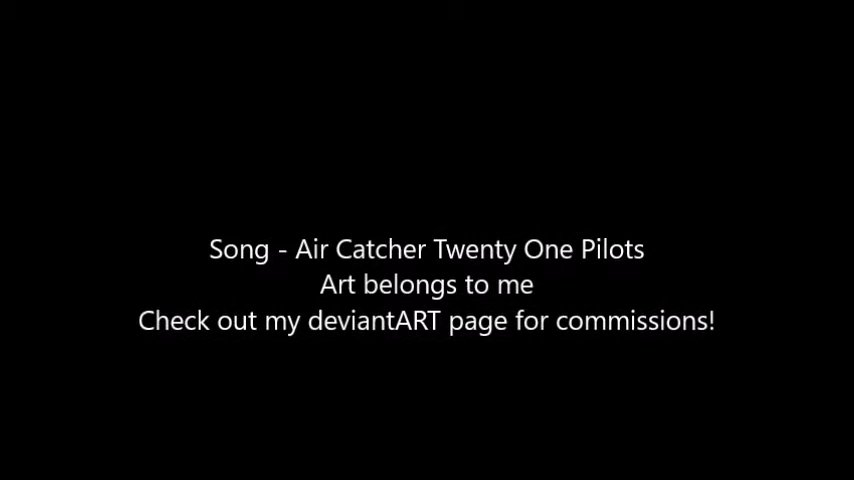 Song - Air Catcher Twenty One Pilots
Art belongs to me
Check out my deviantART page for commissions!